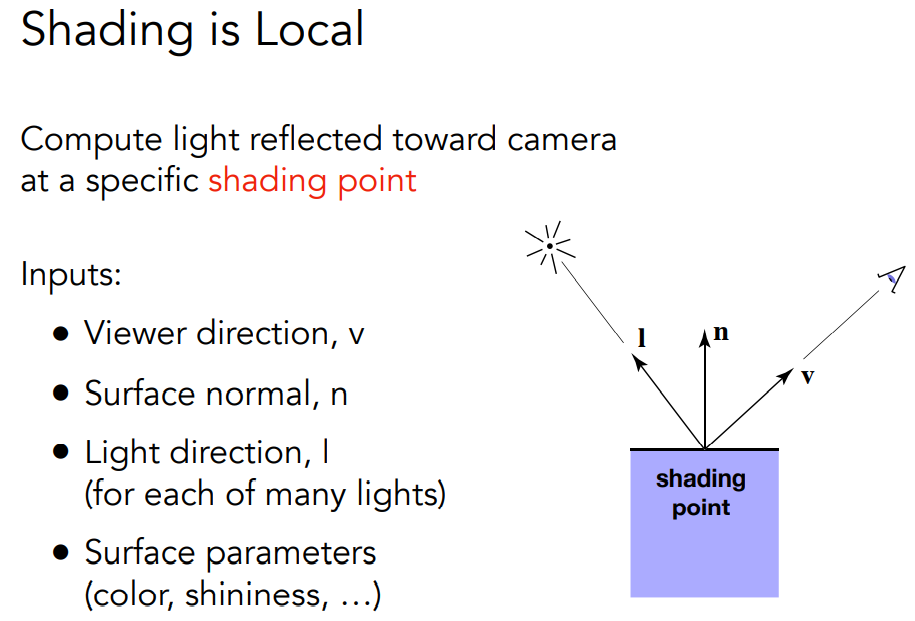 Shading is Local
Compute light reflected toward camera
at a specific shading point
Inputs:
• Viewer direction, v
• Surface normal, n
• Light direction, l
(for each of many lights)
• Surface parameters
(color, shininess, …)
l
n
v
shading
point